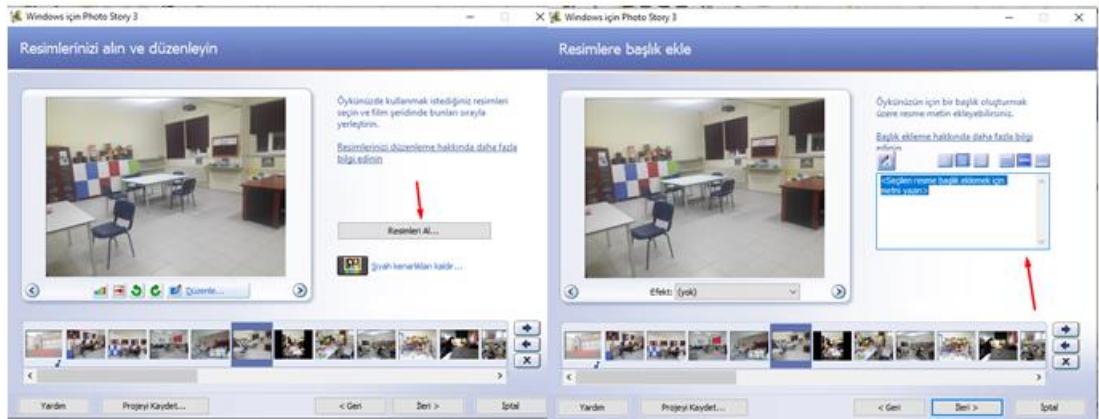 Windows için Photo Story 3
Resimlerinizi alın ve düzenleyin
Öykünüzde kullanmak istediğiniz resimleri
seçin ve film şeridinde bunları sırayla
yerleştirin.
Resimlerinizi düzenleme hakkında daha fazla
bilgi edinin
Resimleri Al...
Siyah kenarlıkları kaldır...
Düzenle...
Yardım
Projeyi Kaydet...
< Geri
İleri >
İptal
Windows için Photo Story 3
Resimlere başlık ekle
Öykünüzün için bir başlık oluşturmak
üzere resme metin ekleyebilirsiniz.
Başlık ekleme hakkında daha fazla bilgi
edinin
<Seçilen resme başlık eklemek için
metni yazın>
Efekt: (yok)
Yardım
Projeyi Kaydet...
< Geri
İleri >
İptal